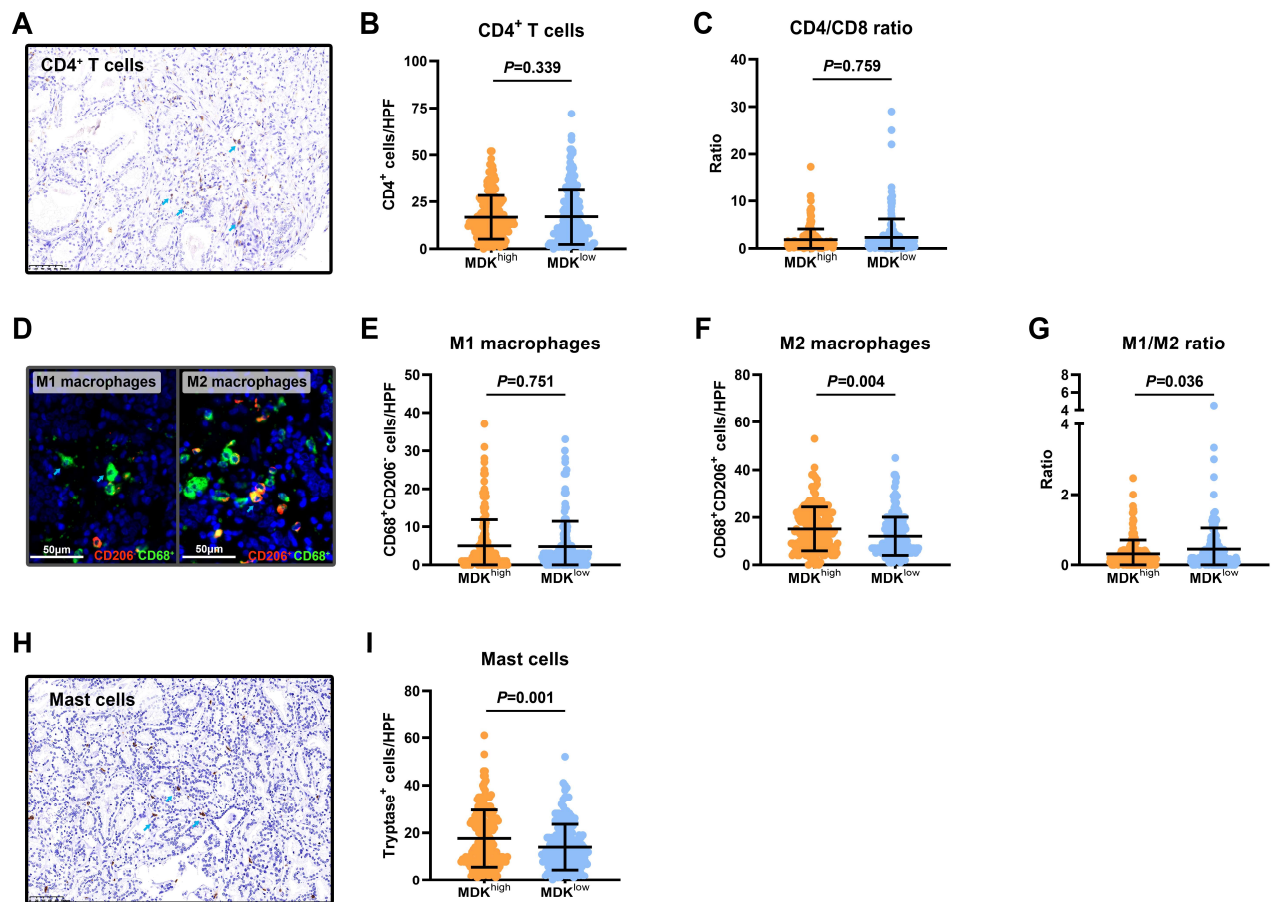 A
CD4⁺ T cells
B
CD4⁺ T cells
P=0.339
CD4⁺ cells/HPF
100
75
50
25
0
MDKhigh
MDKlow
C
CD4/CD8 ratio
P=0.759
Ratio
40
30
20
10
0
MDKhigh
MDKlow
D
M1 macrophages
M2 macrophages
50μm
CD206⁻CD68⁺
50μm
CD206⁺CD68⁺
E
M1 macrophages
P=0.751
CD68⁺CD206⁻ cells/HPF
50
40
30
20
10
0
MDKhigh
MDKlow
F
M2 macrophages
P=0.004
CD68⁺CD206⁺ cells/HPF
80
60
40
20
0
MDKhigh
MDKlow
G
M1/M2 ratio
P=0.036
Ratio
8
6
4
4
2
0
MDKhigh
MDKlow
H
Mast cells
I
Mast cells
P=0.001
Tryptase⁺ cells/HPF
80
60
40
20
0
MDKhigh
MDKlow